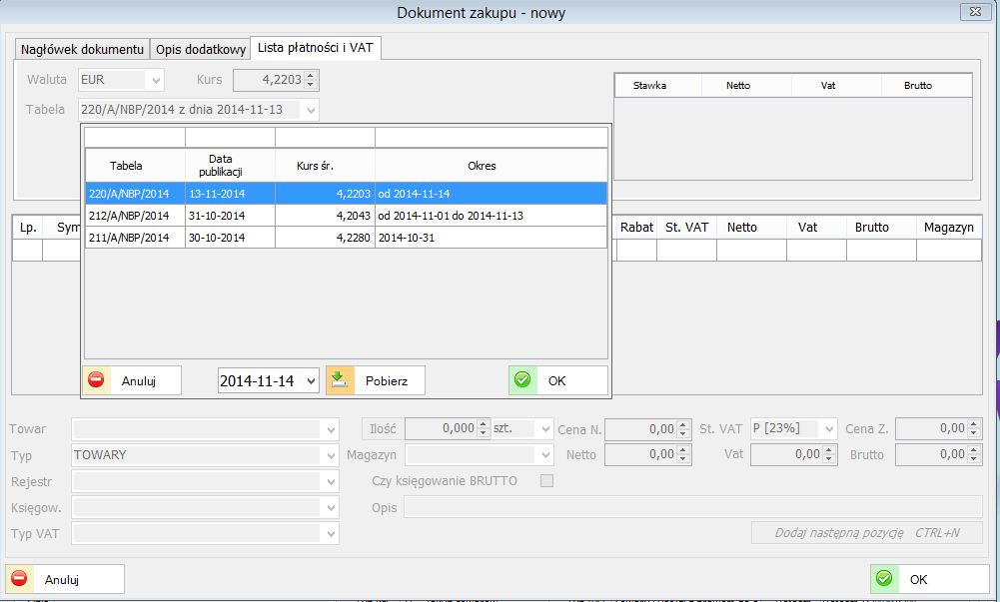 Dokument zakupu - nowy
Nagłówek dokumentu Opis dodatkowy Lista płatności i VAT
Waluta EUR Kurs 4,2203
Tabela 220/A/NBP/2014 z dnia 2014-11-13
Stawka Netto Vat Brutto
Tabela Data publikacji Kurs śr. Okres
220/A/NBP/2014 13-11-2014 4,2203 od 2014-11-14
212/A/NBP/2014 31-10-2014 4,2043 od 2014-11-01 do 2014-11-13
211/A/NBP/2014 30-10-2014 4,2280 2014-10-31
Anuluj 2014-11-14 Pobierz OK
Lp. Sym Rabat St. VAT Netto Vat Brutto Magazyn
Towar Ilość 0,000 szt. Cena N. 0,00 St. VAT P [23%] Cena Z. 0,00
Typ TOWARY Magazyn Netto 0,00 Vat 0,00 Brutto 0,00
Rejestr Czy księgowanie BRUTTO
Księgow. Opis
Typ VAT Dodaj następną pozycję CTRL+N
Anuluj OK